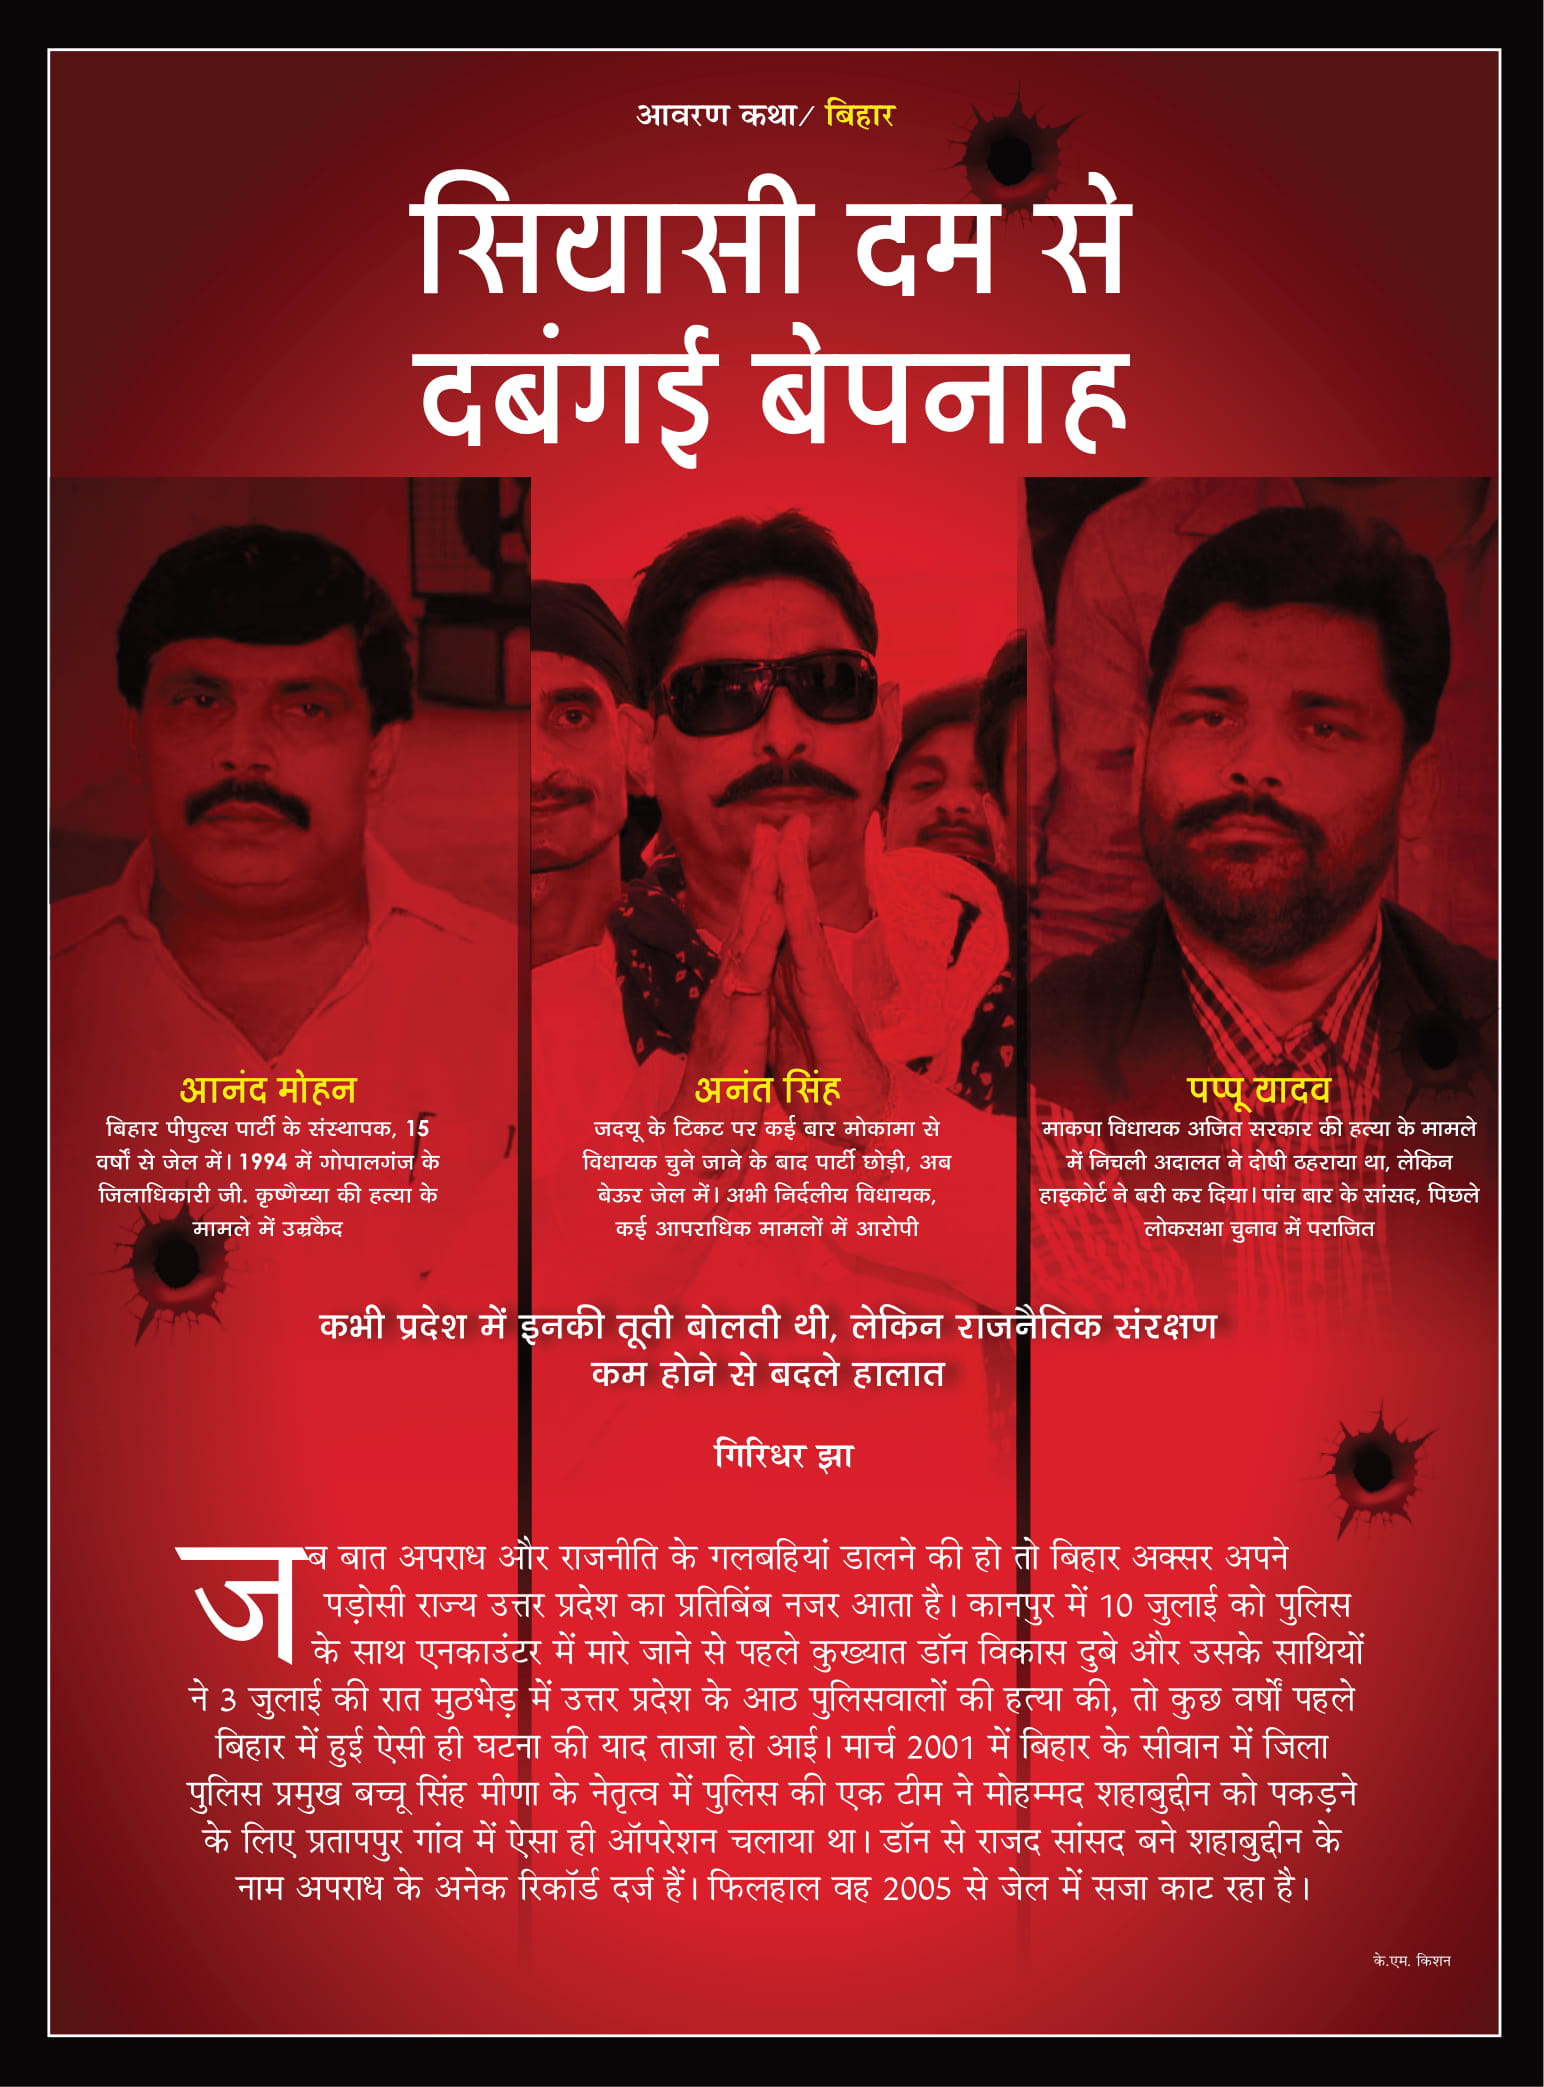 आवरण कथा/ बिहार
सियासी दम से
दबंगई बेपनाह
आनंद मोहन
बिहार पीपुल्स पार्टी के संस्थापक, 15
वर्षों से जेल में। 1994 में गोपालगंज के
जिलाधिकारी जी. कृष्णैय्या की हत्या के
मामले में उम्रकैद
अनंत सिंह
जदयू के टिकट पर कई बार मोकामा से
विधायक चुने जाने के बाद पार्टी छोड़ी, अब
बेऊर जेल में। अभी निर्दलीय विधायक,
कई आपराधिक मामलों में आरोपी
पप्पू यादव
माकपा विधायक अजित सरकार की हत्या के मामले
में निचली अदालत ने दोषी ठहराया था, लेकिन
हाइकोर्ट ने बरी कर दिया। पांच बार के सांसद, पिछले
लोकसभा चुनाव में पराजित
कभी प्रदेश में इनकी तूती बोलती थी, लेकिन राजनैतिक संरक्षण
कम होने से बदले हालात
गिरिधर झा
जब बात अपराध और राजनीति के गलबहियां डालने की हो तो बिहार अक्सर अपने
पड़ोसी राज्य उत्तर प्रदेश का प्रतिबिंब नजर आता है। कानपुर में 10 जुलाई को पुलिस
के साथ एनकाउंटर में मारे जाने से पहले कुख्यात डॉन विकास दुबे और उसके साथियों
ने 3 जुलाई की रात मुठभेड़ में उत्तर प्रदेश के आठ पुलिसवालों की हत्या की, तो कुछ वर्षों पहले
बिहार में हुई ऐसी ही घटना की याद ताजा हो आई। मार्च 2001 में बिहार के सीवान में जिला
पुलिस प्रमुख बच्चू सिंह मीणा के नेतृत्व में पुलिस की एक टीम ने मोहम्मद शहाबुद्दीन को पकड़ने
के लिए प्रतापपुर गांव में ऐसा ही ऑपरेशन चलाया था। डॉन से राजद सांसद बने शहाबुद्दीन के
नाम अपराध के अनेक रिकॉर्ड दर्ज हैं। फिलहाल वह 2005 से जेल में सजा काट रहा है।
के.एम. किशन